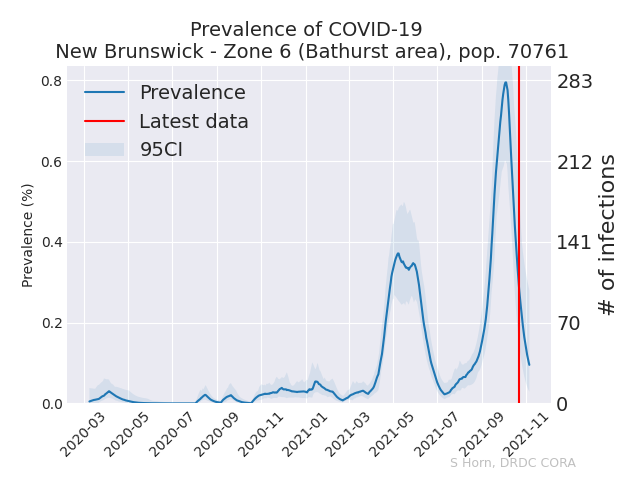 Prevalence of COVID-19
New Brunswick - Zone 6 (Bathurst area), pop. 70761
Prevalence
Latest data
95CI
Prevalence (%)
0.8
0.6
0.4
0.2
0.0
283
212
141
70
0
# of infections
2020-03
2020-05
2020-07
2020-09
2020-11
2021-01
2021-03
2021-05
2021-07
2021-09
2021-11
S Horn, DRDC CORA